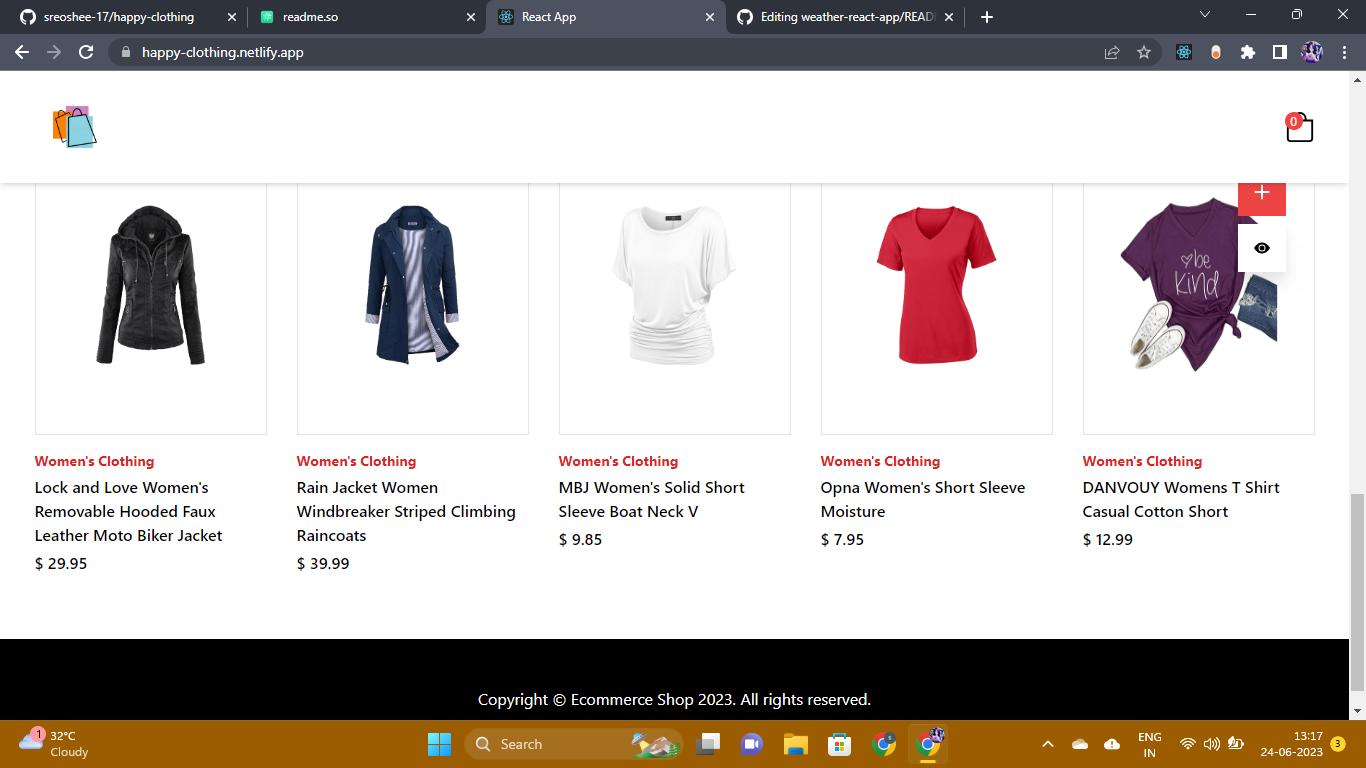 sreoshee-17/happy-clothing
readme.so
React App
Editing weather-react-app/READ
happy-clothing.netlify.app
0
be
kind
Women's Clothing
Lock and Love Women's
Removable Hooded Faux
Leather Moto Biker Jacket
$ 29.95
Women's Clothing
Rain Jacket Women
Windbreaker Striped Climbing
Raincoats
$ 39.99
Women's Clothing
MBJ Women's Solid Short
Sleeve Boat Neck V
$ 9.85
Women's Clothing
Opna Women's Short Sleeve
Moisture
$ 7.95
Women's Clothing
DANVOUY Womens T Shirt
Casual Cotton Short
$ 12.99
Copyright © Ecommerce Shop 2023. All rights reserved.
1
32°C
Cloudy
Search
ENG
IN
13:17
24-06-2023
3